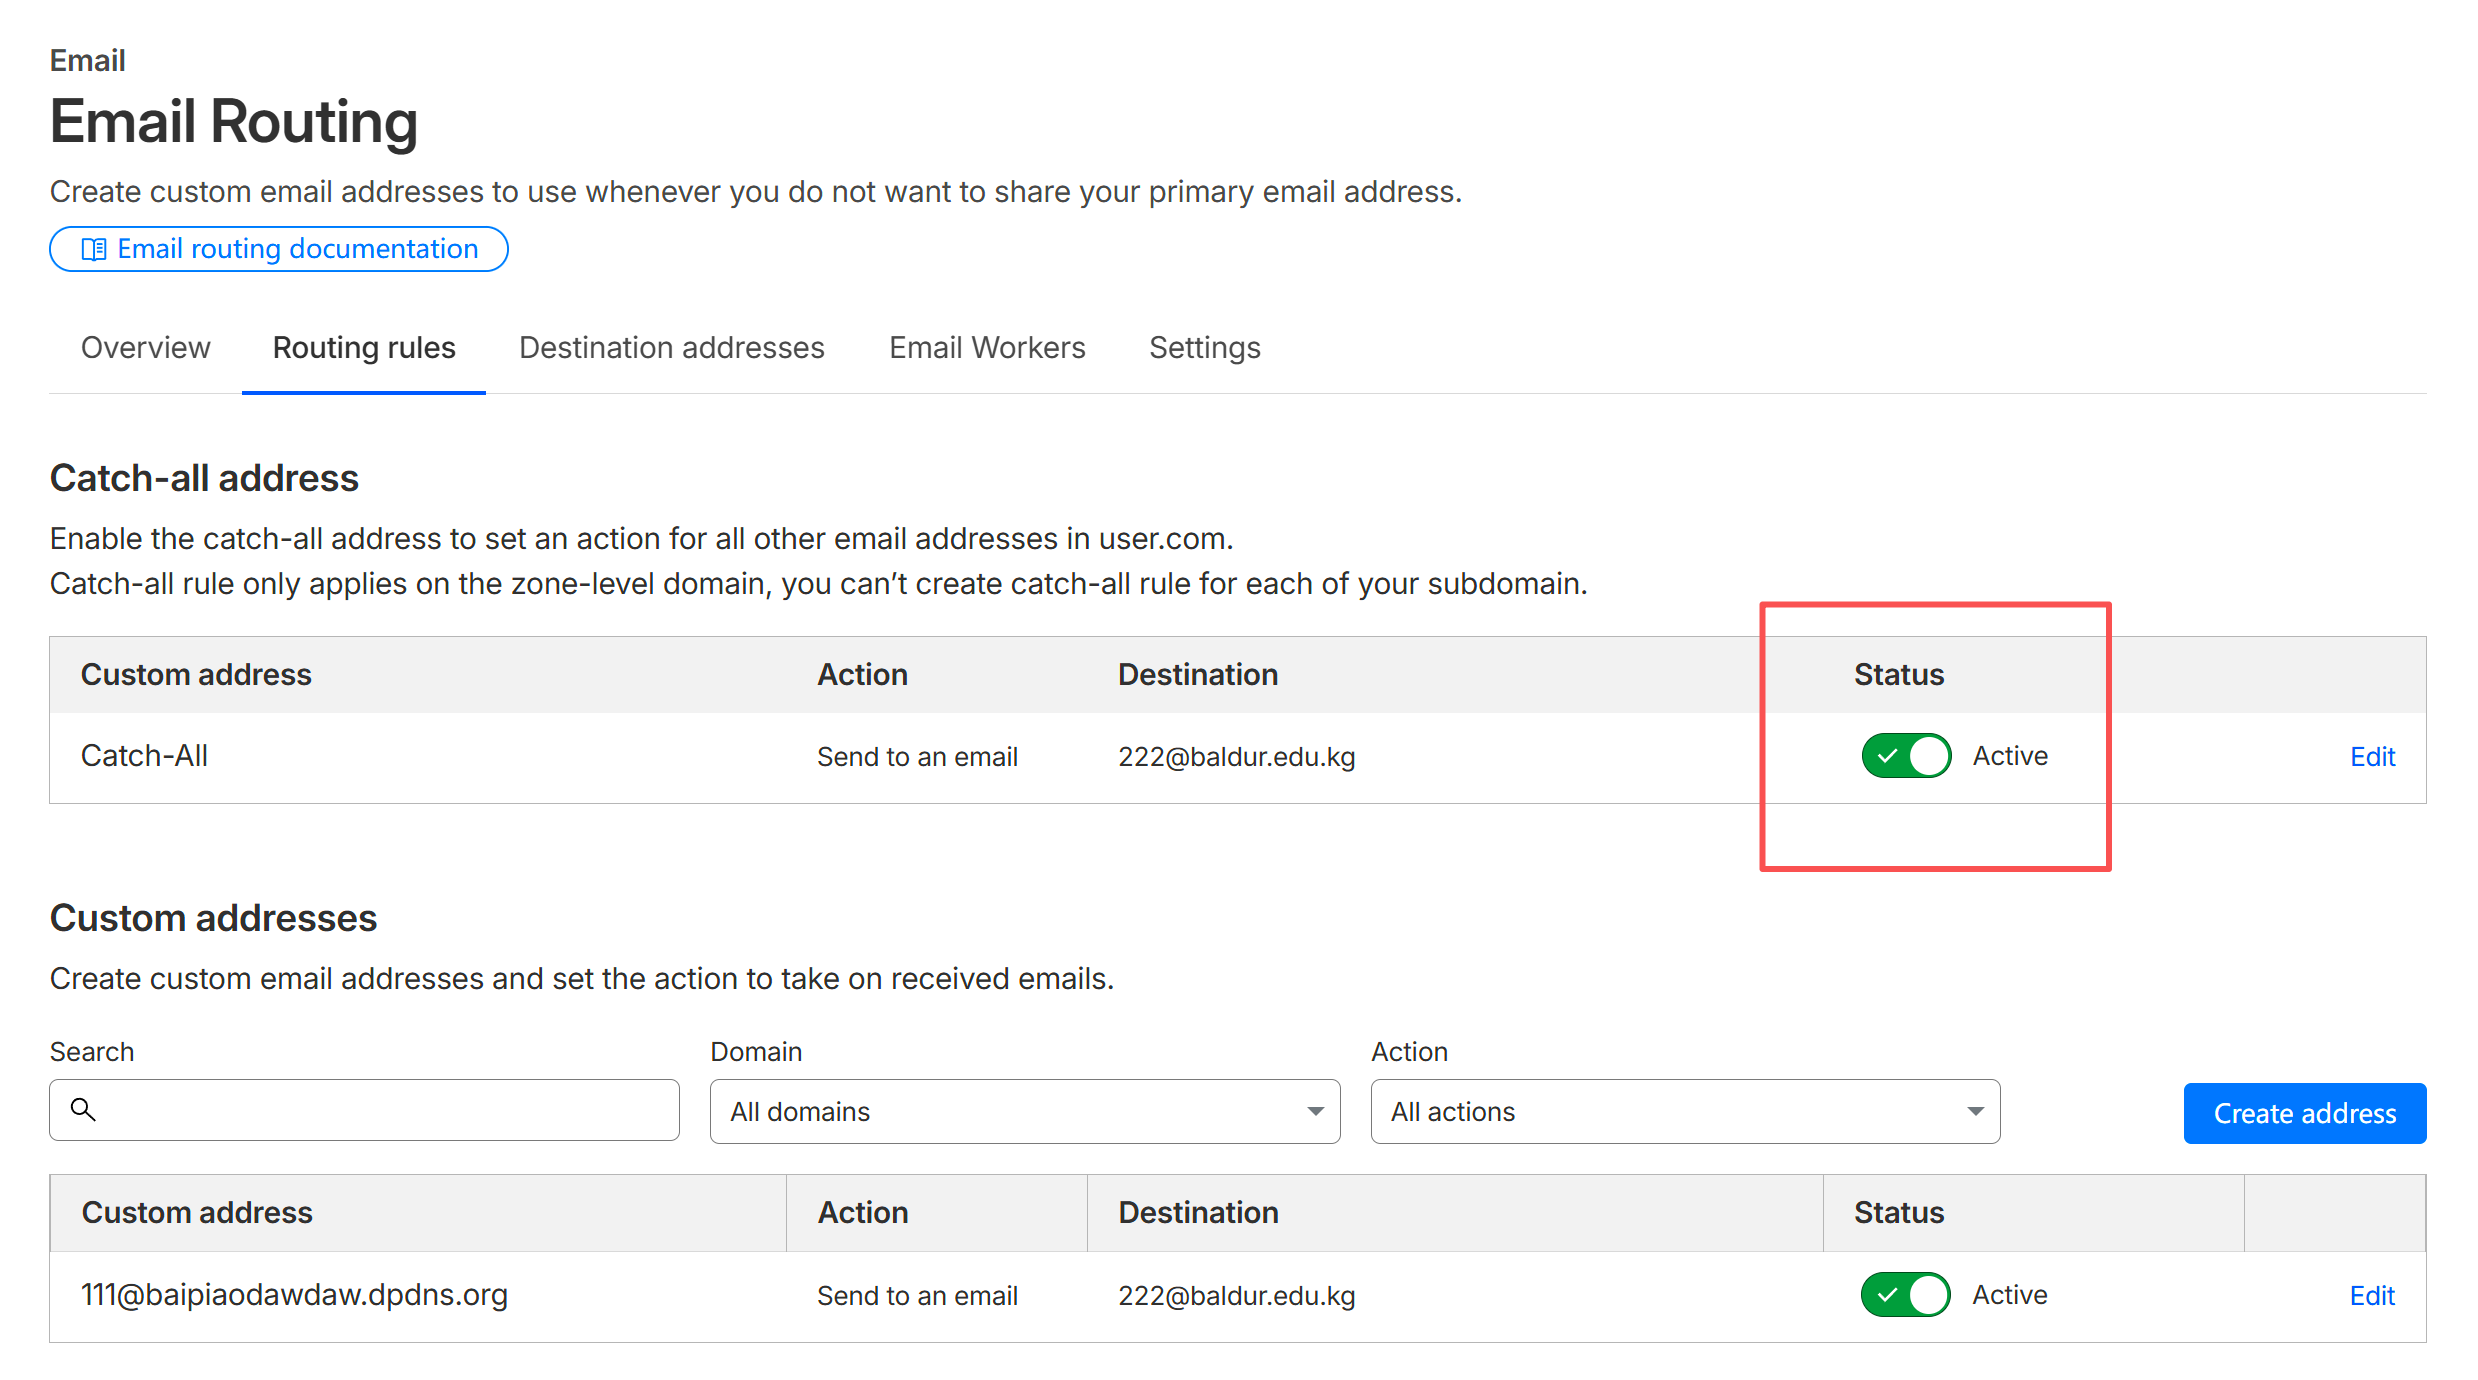 Email
Email Routing
Create custom email addresses to use whenever you do not want to share your primary email address.
Email routing documentation
Overview Routing rules Destination addresses Email Workers Settings
Catch-all address
Enable the catch-all address to set an action for all other email addresses in user.com.
Catch-all rule only applies on the zone-level domain, you can’t create catch-all rule for each of your subdomain.
Custom address Action Destination Status
Catch-All Send to an email 222@baldur.edu.kg Active Edit
Custom addresses
Create custom email addresses and set the action to take on received emails.
Search Domain Action
All domains All actions Create address
Custom address Action Destination Status
111@baipiaodawdaw.dpdns.org Send to an email 222@baldur.edu.kg Active Edit